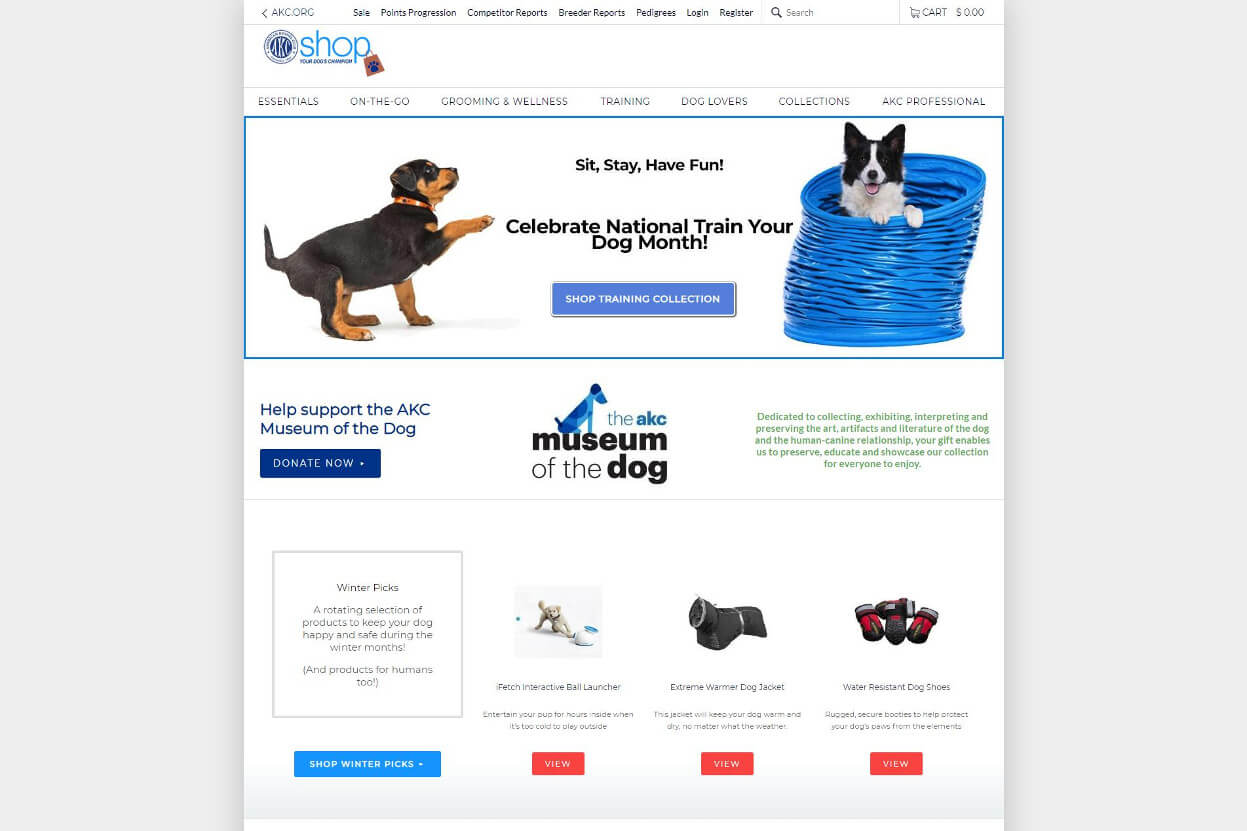 AKC.ORG
Sale Points Progression Competitor Reports Breeder Reports Pedigrees Login Register Search CART $ 0.00
AKC shop
YOUR DOG'S CHAMPION
ESSENTIALS ON-THE-GO GROOMING & WELLNESS TRAINING DOG LOVERS COLLECTIONS AKC PROFESSIONAL
Sit, Stay, Have Fun!
Celebrate National Train Your
Dog Month!
SHOP TRAINING COLLECTION
Help support the AKC
Museum of the Dog
DONATE NOW
the akc
museum
of the dog
Dedicated to collecting, exhibiting, interpreting and
preserving the art, artifacts and literature of the dog
and the human-canine relationship, your gift enables
us to preserve, educate and showcase our collection
for everyone to enjoy.
Winter Picks
A rotating selection of
products to keep your dog
happy and safe during the
winter months!
(And products for humans
too!)
SHOP WINTER PICKS
iFetch Interactive Ball Launcher
Entertain your pup for hours inside when
it's too cold to play outside
VIEW
Extreme Warmer Dog Jacket
This jacket will keep your dog warm and
dry, no matter what the weather.
VIEW
Water Resistant Dog Shoes
Rugged, secure booties to help protect
your dog's paws from the elements
VIEW